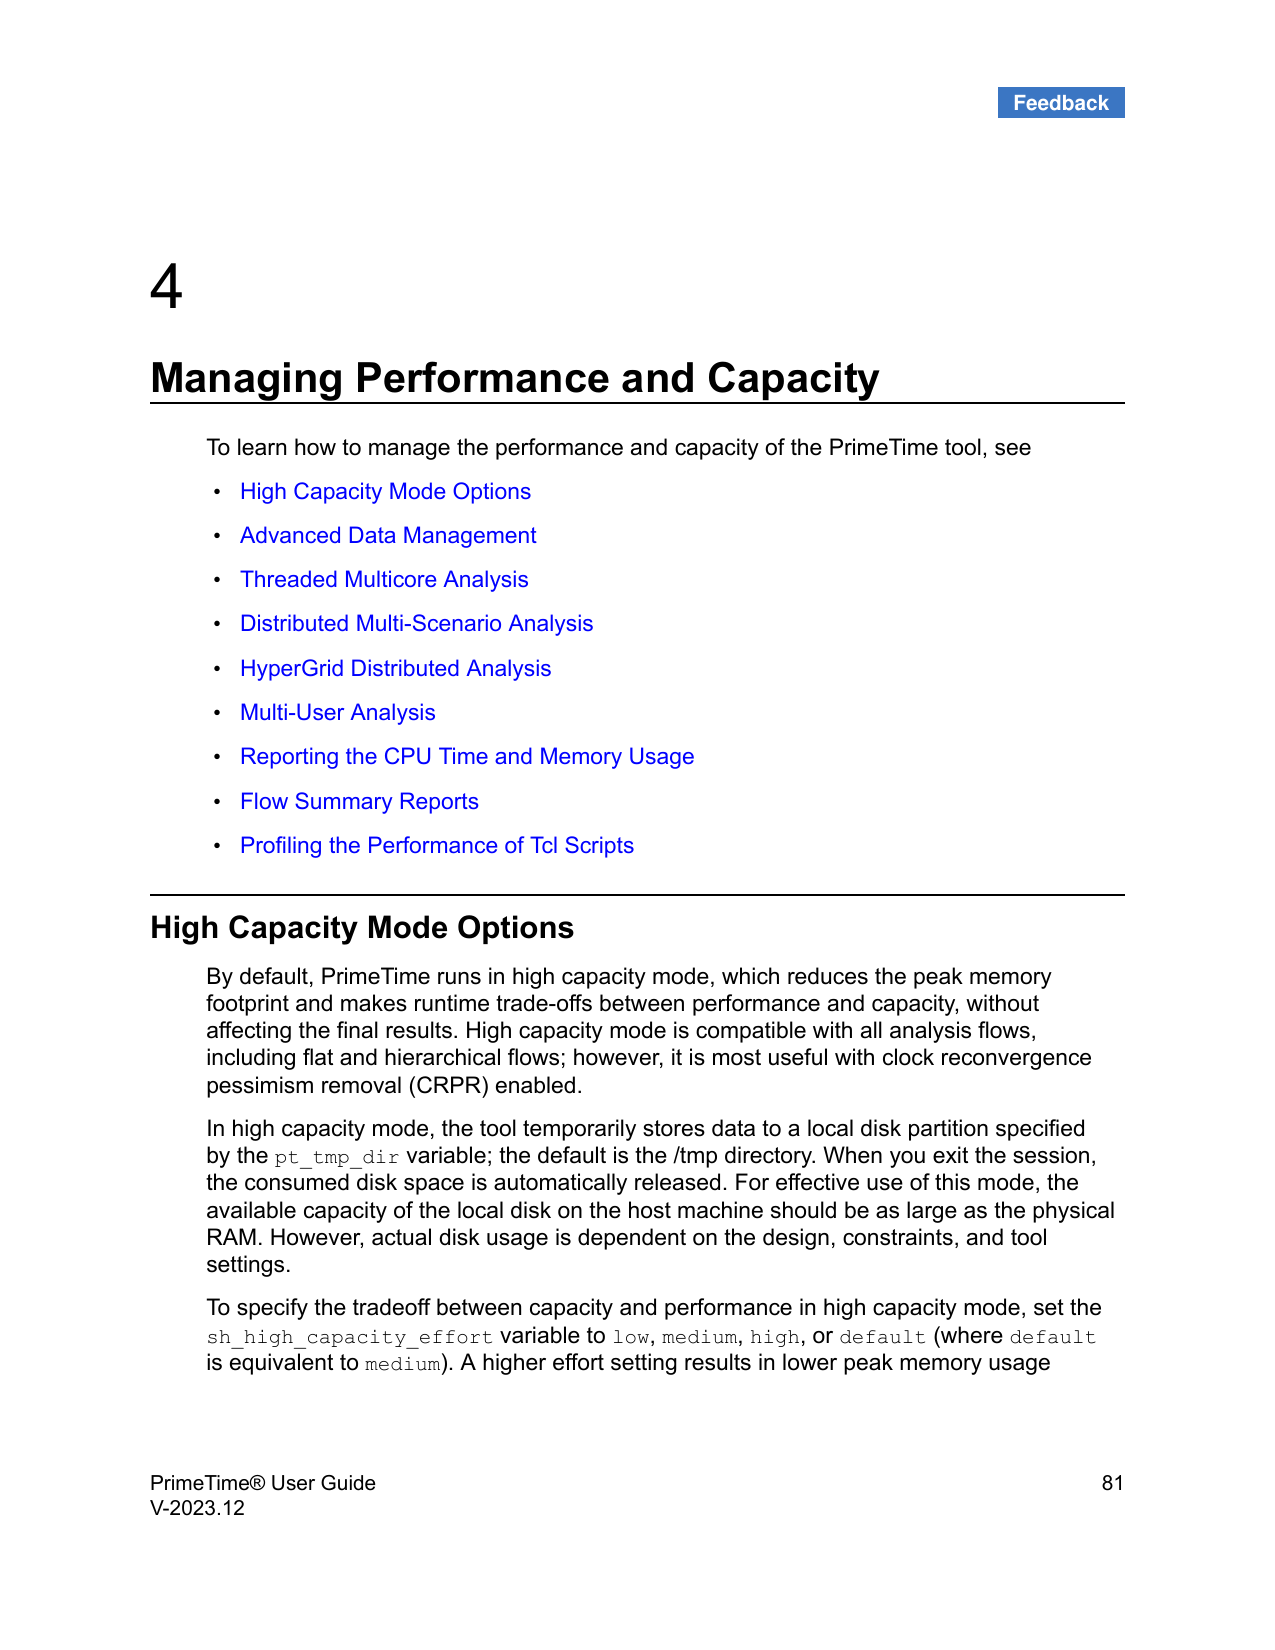 Feedback
4
Managing Performance and Capacity
To learn how to manage the performance and capacity of the PrimeTime tool, see
• High Capacity Mode Options
• Advanced Data Management
• Threaded Multicore Analysis
• Distributed Multi-Scenario Analysis
• HyperGrid Distributed Analysis
• Multi-User Analysis
• Reporting the CPU Time and Memory Usage
• Flow Summary Reports
• Profiling the Performance of Tcl Scripts
High Capacity Mode Options
By default, PrimeTime runs in high capacity mode, which reduces the peak memory
footprint and makes runtime trade-offs between performance and capacity, without
affecting the final results. High capacity mode is compatible with all analysis flows,
including flat and hierarchical flows; however, it is most useful with clock reconvergence
pessimism removal (CRPR) enabled.
In high capacity mode, the tool temporarily stores data to a local disk partition specified
by the pt_tmp_dir variable; the default is the /tmp directory. When you exit the session,
the consumed disk space is automatically released. For effective use of this mode, the
available capacity of the local disk on the host machine should be as large as the physical
RAM. However, actual disk usage is dependent on the design, constraints, and tool
settings.
To specify the tradeoff between capacity and performance in high capacity mode, set the
sh_high_capacity_effort variable to low, medium, high, or default (where default
is equivalent to medium). A higher effort setting results in lower peak memory usage
PrimeTime® User Guide 81
V-2023.12